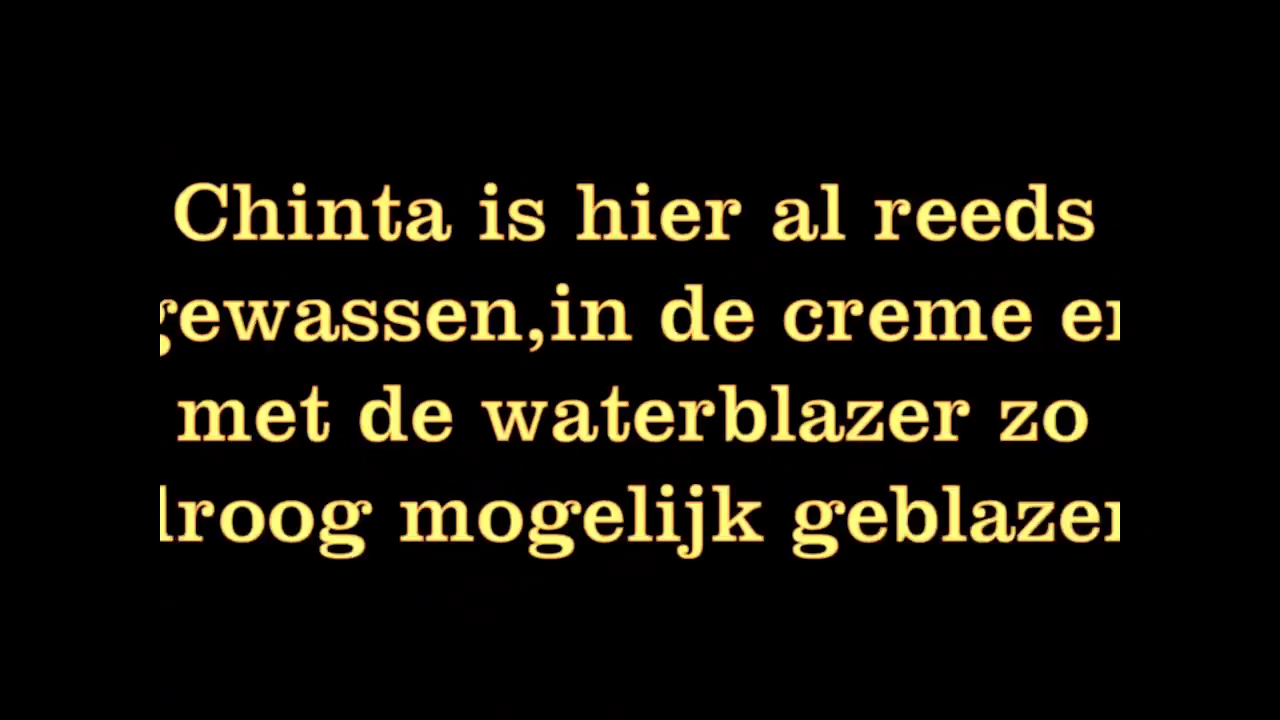 Chinta is hier al reeds
gewassen,in de creme en
met de waterblazer zo
droog mogelijk geblazen